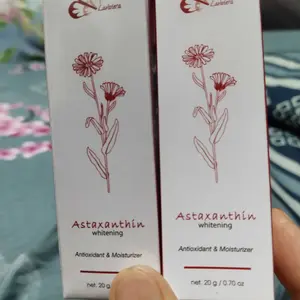 Astaxanthin
whitening
Antioxidant & Moisturizer
net. 20 g
Astaxanthin
whitening
Antioxidant & Moisturizer
net. 20 g / 0.70 oz